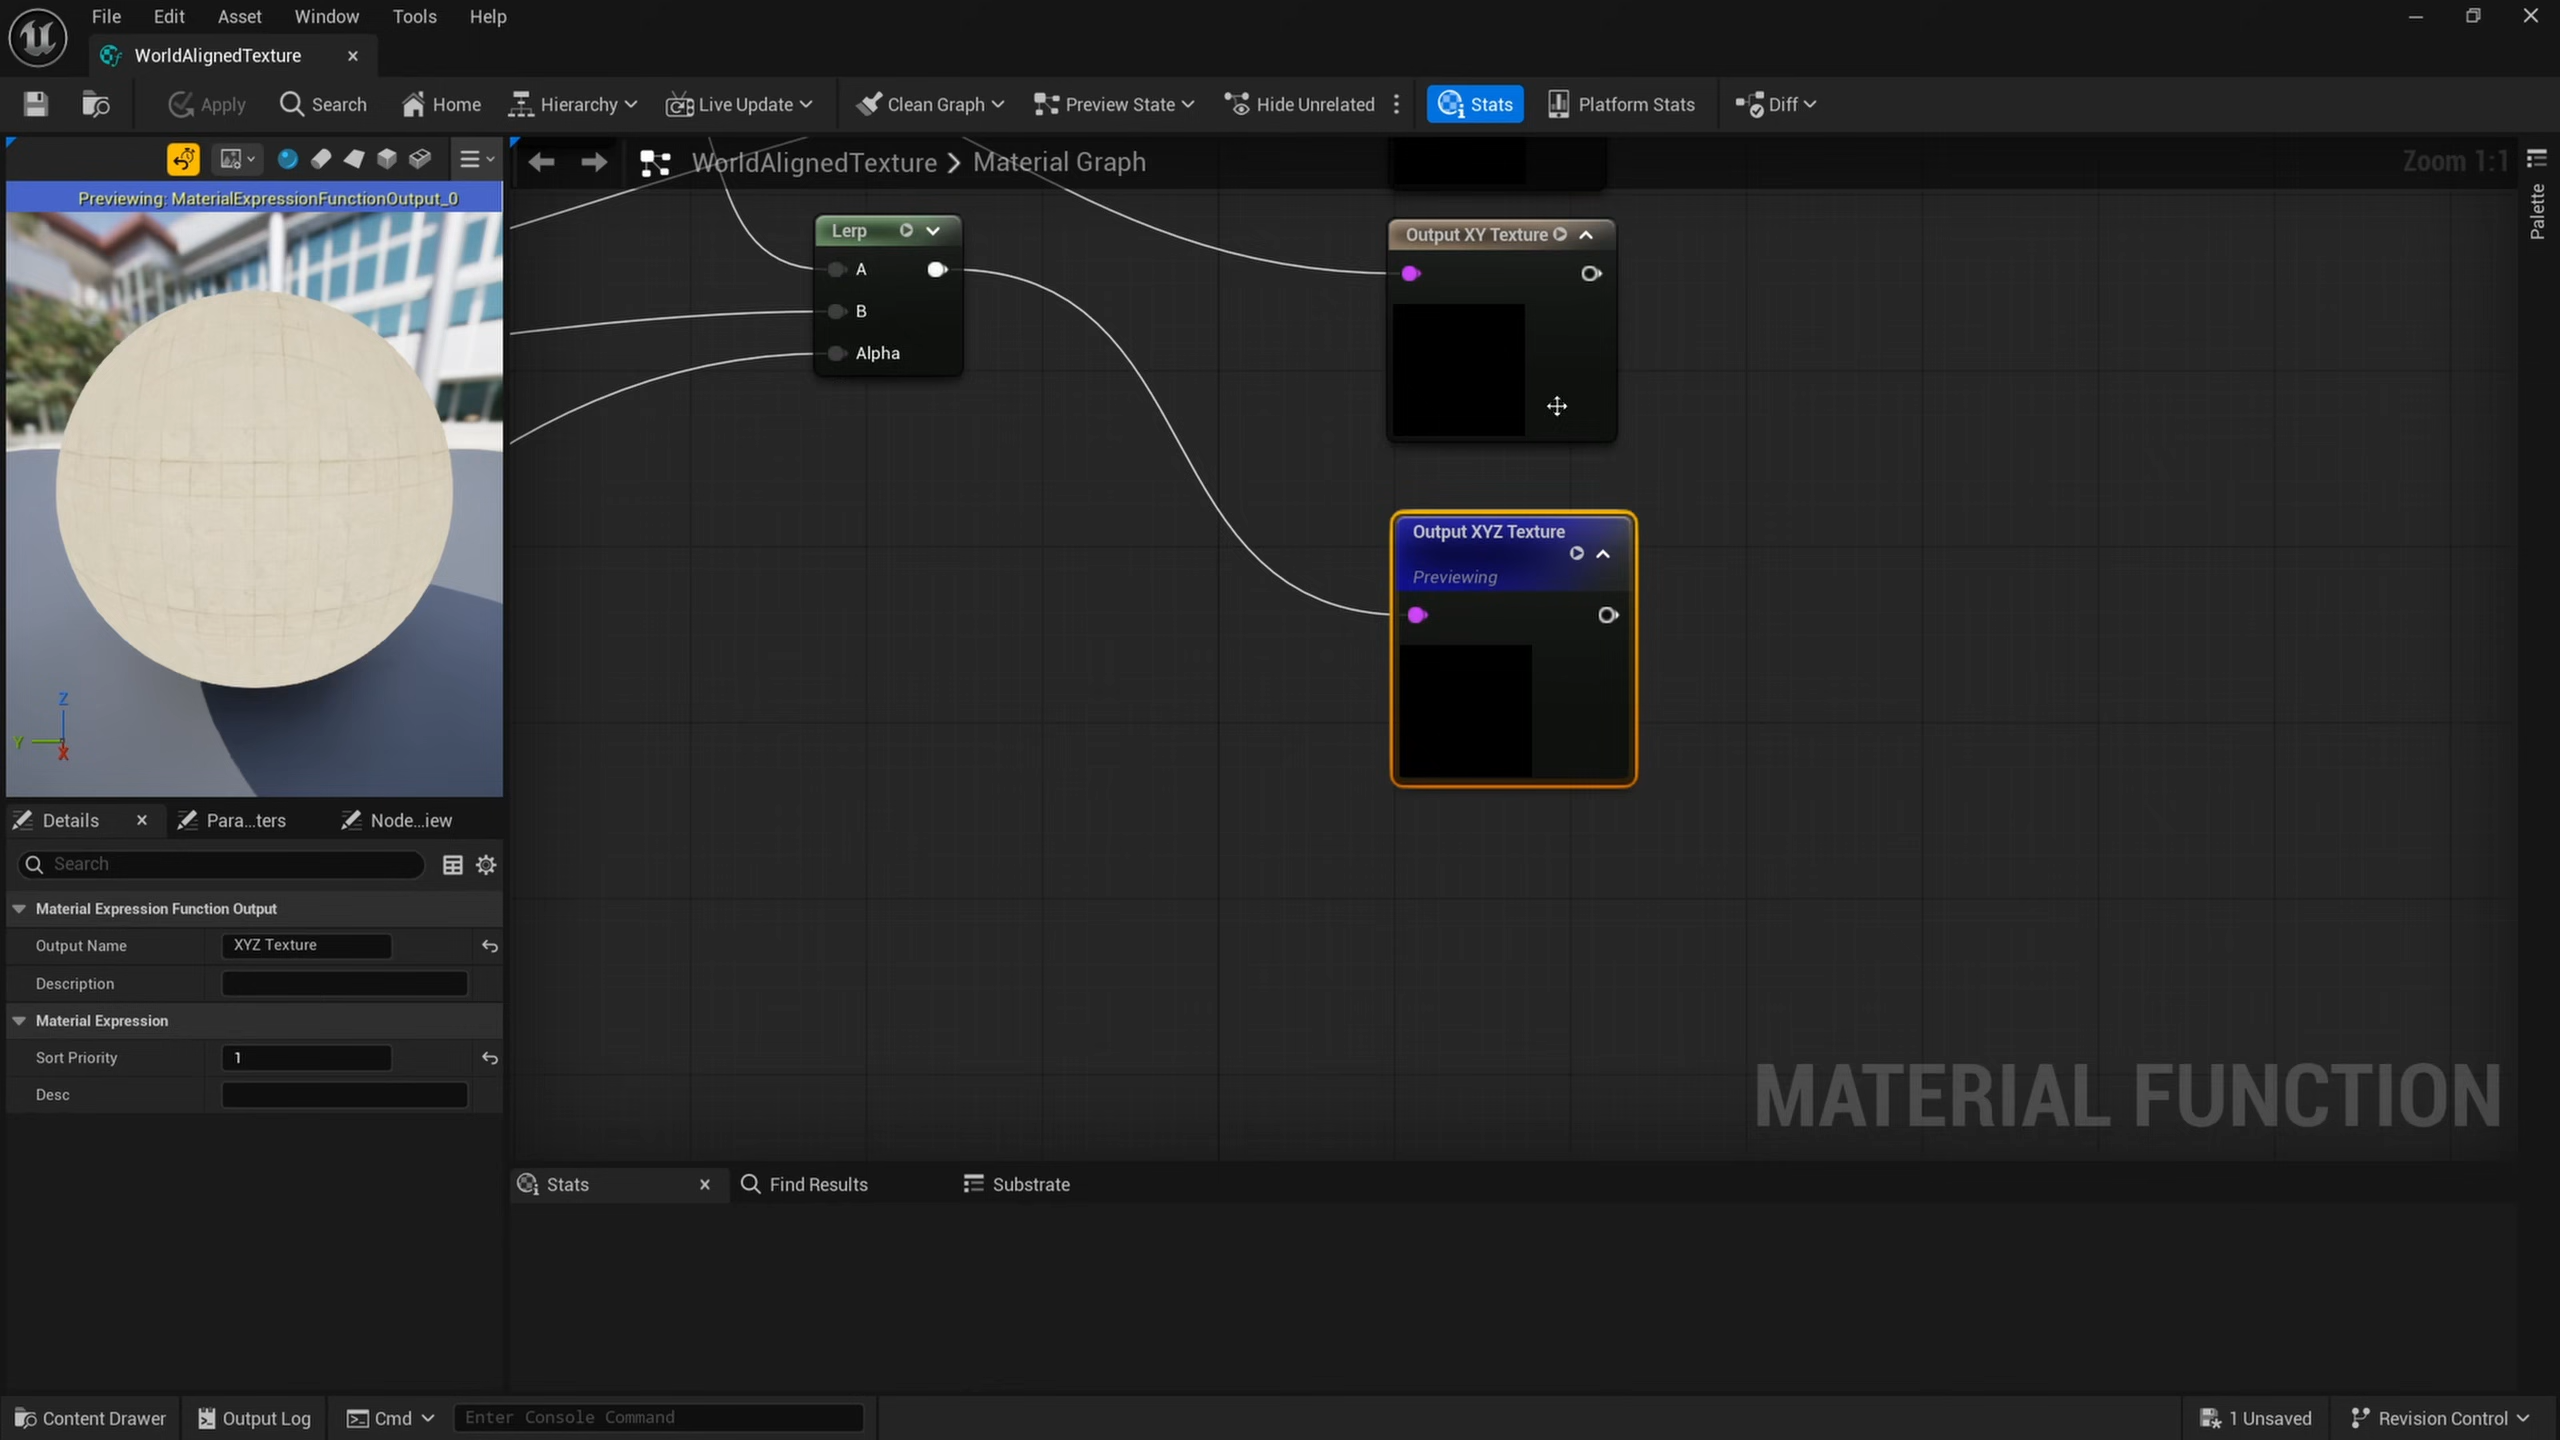 File Edit Asset Window Tools Help
WorldAlignedTexture
Apply Search Home Hierarchy Live Update Clean Graph Preview State Hide Unrelated Stats Platform Stats Diff
WorldAlignedTexture > Material Graph
Zoom 1:1
Palette
Previewing: MaterialExpressionFunctionOutput_0
Lerp
A
B
Alpha
Output XY Texture
Output XYZ Texture
Previewing
Z
Y
X
Details Para...ters Node...iew
Search
Material Expression Function Output
Output Name XYZ Texture
Description
Material Expression
Sort Priority 1
Desc
MATERIAL FUNCTION
Stats Find Results Substrate
Content Drawer Output Log Cmd Enter Console Command 1 Unsaved Revision Control